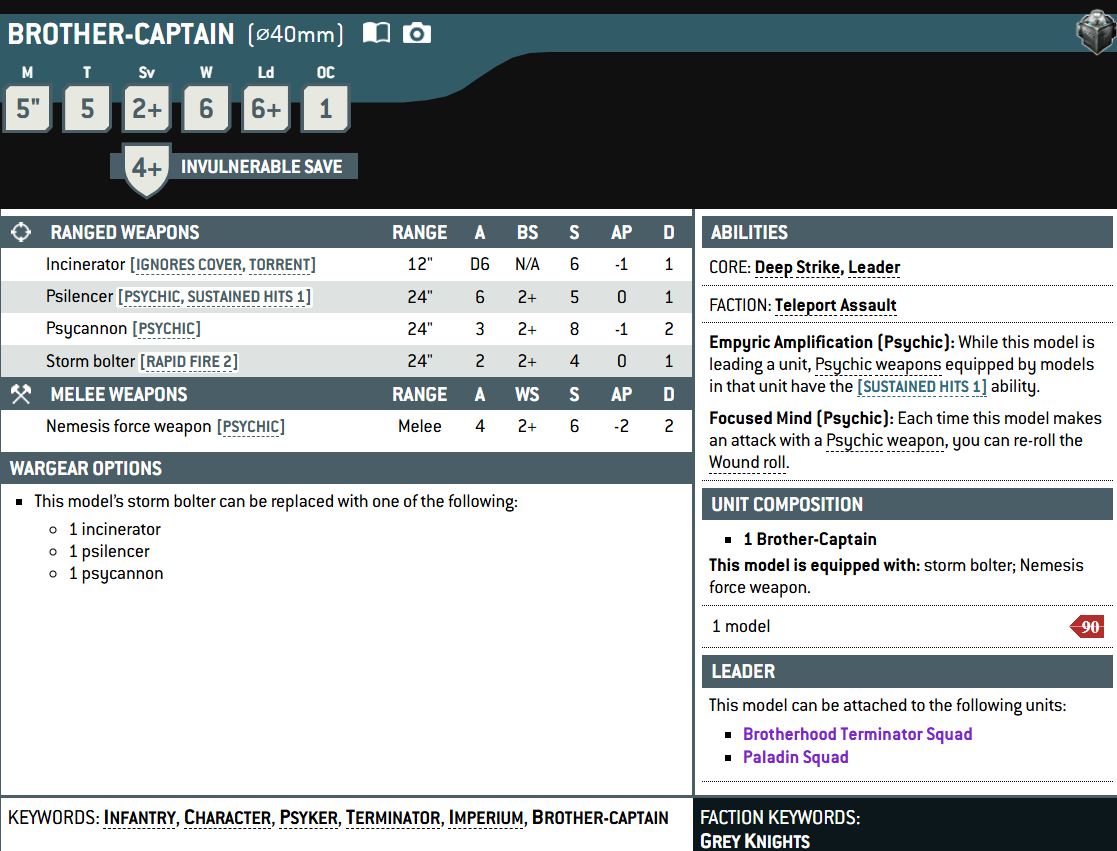 BROTHER-CAPTAIN (⌀40mm)
M T Sv W Ld OC
5" 5 2+ 6 6+ 1
4+ INVULNERABLE SAVE
RANGED WEAPONS RANGE A BS S AP D
Incinerator [IGNORES COVER, TORRENT] 12" D6 N/A 6 -1 1
Psilencer [PSYCHIC, SUSTAINED HITS 1] 24" 6 2+ 5 0 1
Psycannon [PSYCHIC] 24" 3 2+ 8 -1 2
Storm bolter [RAPID FIRE 2] 24" 2 2+ 4 0 1
MELEE WEAPONS RANGE A WS S AP D
Nemesis force weapon [PSYCHIC] Melee 4 2+ 6 -2 2
WARGEAR OPTIONS
▪ This model's storm bolter can be replaced with one of the following:
○ 1 incinerator
○ 1 psilencer
○ 1 psycannon
ABILITIES
CORE: Deep Strike, Leader
FACTION: Teleport Assault
Empyric Amplification (Psychic): While this model is
leading a unit, Psychic weapons equipped by models
in that unit have the [SUSTAINED HITS 1] ability.
Focused Mind (Psychic): Each time this model makes
an attack with a Psychic weapon, you can re-roll the
Wound roll.
UNIT COMPOSITION
▪ 1 Brother-Captain
This model is equipped with: storm bolter; Nemesis
force weapon.
1 model 90
LEADER
This model can be attached to the following units:
▪ Brotherhood Terminator Squad
▪ Paladin Squad
KEYWORDS: INFANTRY, CHARACTER, PSYKER, TERMINATOR, IMPERIUM, BROTHER-CAPTAIN
FACTION KEYWORDS:
GREY KNIGHTS